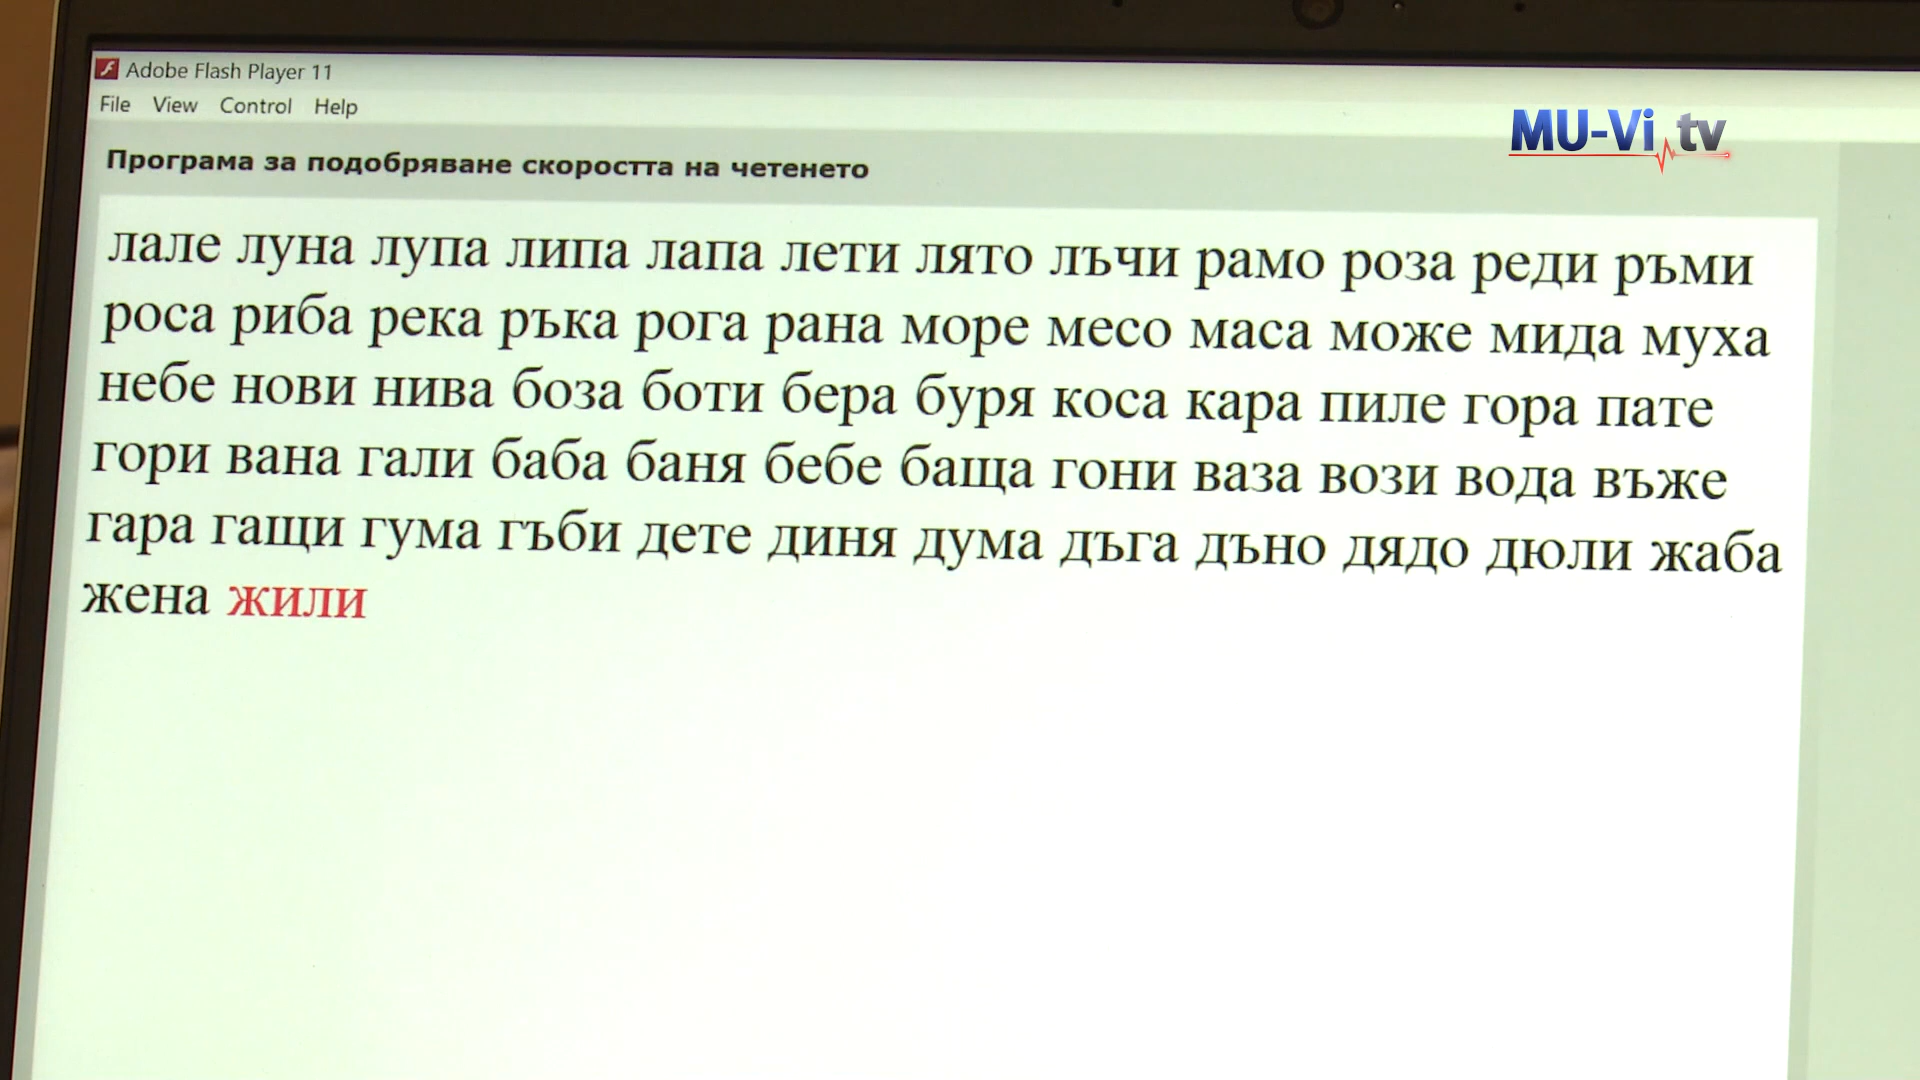 Adobe Flash Player 11
File View Control Help
MU-Vi tv
Програма за подобряване скоростта на четенето
лале луна лупа липа лапа лети лято лъчи рамо роза реди ръми
роса риба река ръка рога рана море месо маса може мида муха
небе нови нива боза боти бера буря коса кара пиле гора пате
гори вана гали баба баня бебе баща гони ваза вози вода въже
гара гащи гума гъби дете диня дума дъга дъно дядо дюли жаба
жена жили